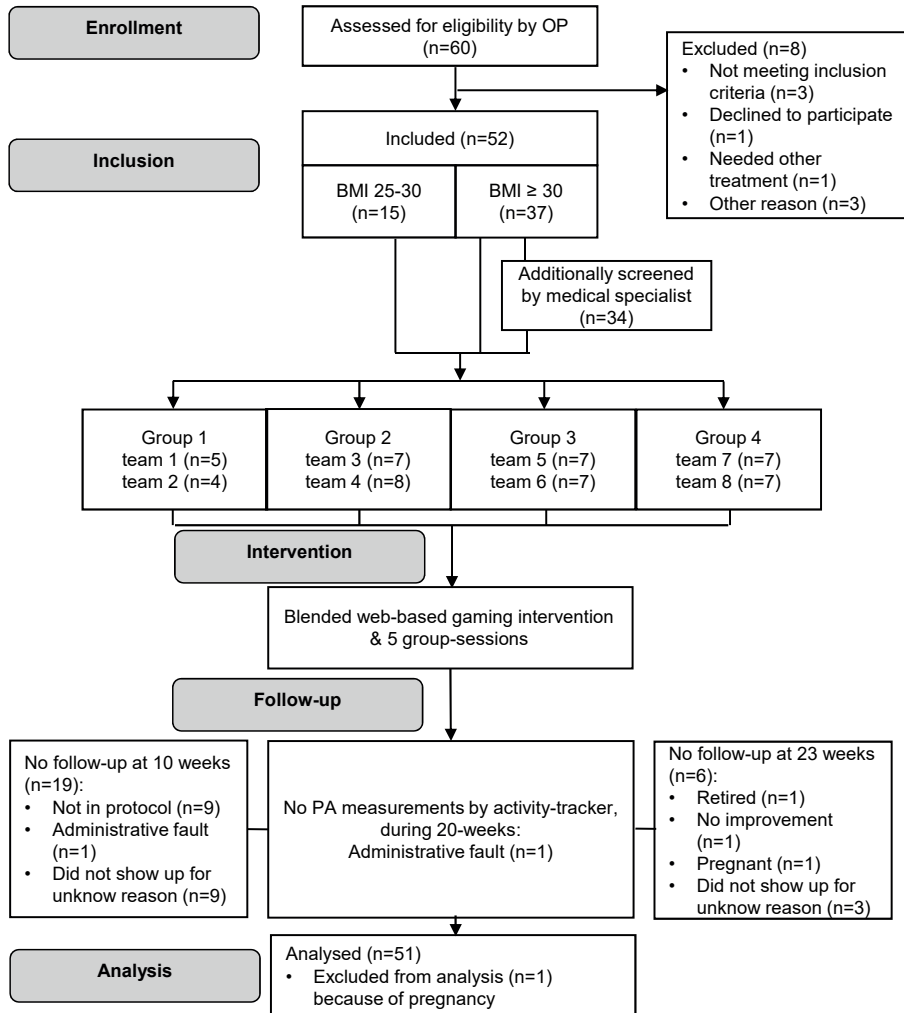 Enrollment
Assessed for eligibility by OP
(n=60)
Excluded (n=8)
• Not meeting inclusion
criteria (n=3)
• Declined to participate
(n=1)
• Needed other
treatment (n=1)
• Other reason (n=3)
Inclusion
Included (n=52)
BMI 25-30
(n=15)
BMI ≥ 30
(n=37)
Additionally screened
by medical specialist
(n=34)
Group 1
team 1 (n=5)
team 2 (n=4)
Group 2
team 3 (n=7)
team 4 (n=8)
Group 3
team 5 (n=7)
team 6 (n=7)
Group 4
team 7 (n=7)
team 8 (n=7)
Intervention
Blended web-based gaming intervention
& 5 group-sessions
Follow-up
No follow-up at 10 weeks
(n=19):
• Not in protocol (n=9)
• Administrative fault
(n=1)
• Did not show up for
unknow reason (n=9)
No PA measurements by activity-tracker,
during 20-weeks:
Administrative fault (n=1)
No follow-up at 23 weeks
(n=6):
• Retired (n=1)
• No improvement
(n=1)
• Pregnant (n=1)
• Did not show up for
unknow reason (n=3)
Analysis
Analysed (n=51)
• Excluded from analysis (n=1)
because of pregnancy